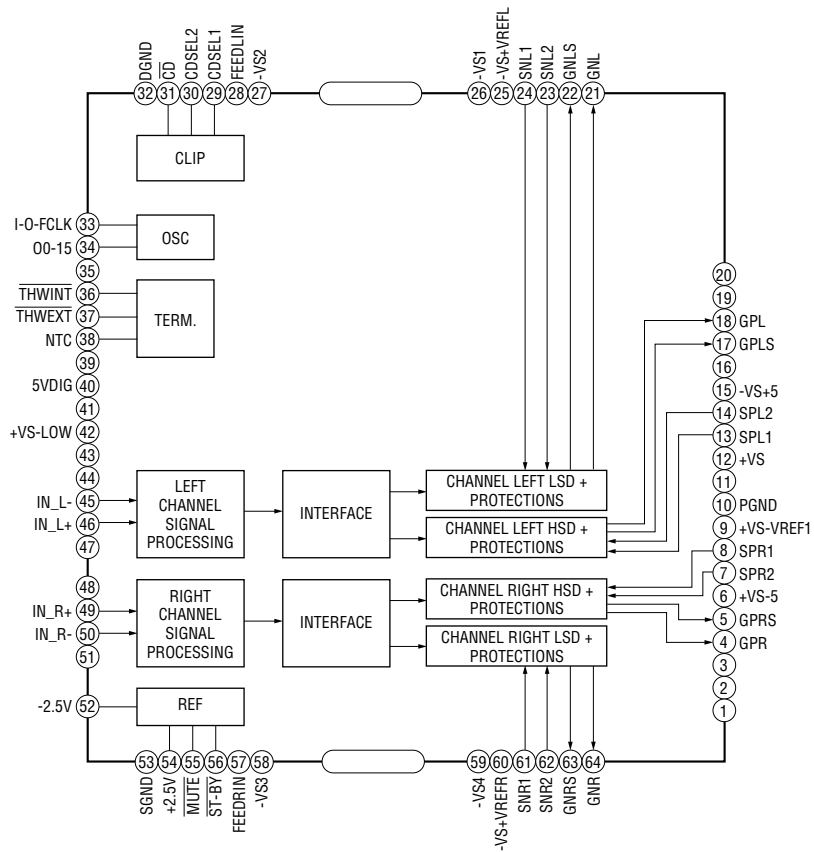 DGND
CD
CDSEL2
CDSEL1
FEEDLIN
-VS2
-VS1
-VS+VREFL
SNL1
SNL2
GNLS
GNL
32 31 30 29 28 27
26 25 24 23 22 21
CLIP
I-O-FCLK 33
OSC
O0-15 34
35
THWINT 36
THWEXT 37
TERM.
NTC 38
39
5VDIG 40
41
+VS-LOW 42
43
44
IN_L- 45
IN_L+ 46
47
48
IN_R+ 49
IN_R- 50
51
-2.5V 52
LEFT
CHANNEL
SIGNAL
PROCESSING
INTERFACE
CHANNEL LEFT LSD +
PROTECTIONS
CHANNEL LEFT HSD +
PROTECTIONS
RIGHT
CHANNEL
SIGNAL
PROCESSING
INTERFACE
CHANNEL RIGHT HSD +
PROTECTIONS
CHANNEL RIGHT LSD +
PROTECTIONS
REF
20
19
18 GPL
17 GPLS
16
15 -VS+5
14 SPL2
13 SPL1
12 +VS
11
10 PGND
9 +VS-VREF1
8 SPR1
7 SPR2
6 +VS-5
5 GPRS
4 GPR
3
2
1
53 54 55 56 57 58
59 60 61 62 63 64
SGND
+2.5V
MUTE
ST-BY
FEEDRIN
-VS3
-VS4
-VS+VREFR
SNR1
SNR2
GNRS
GNR